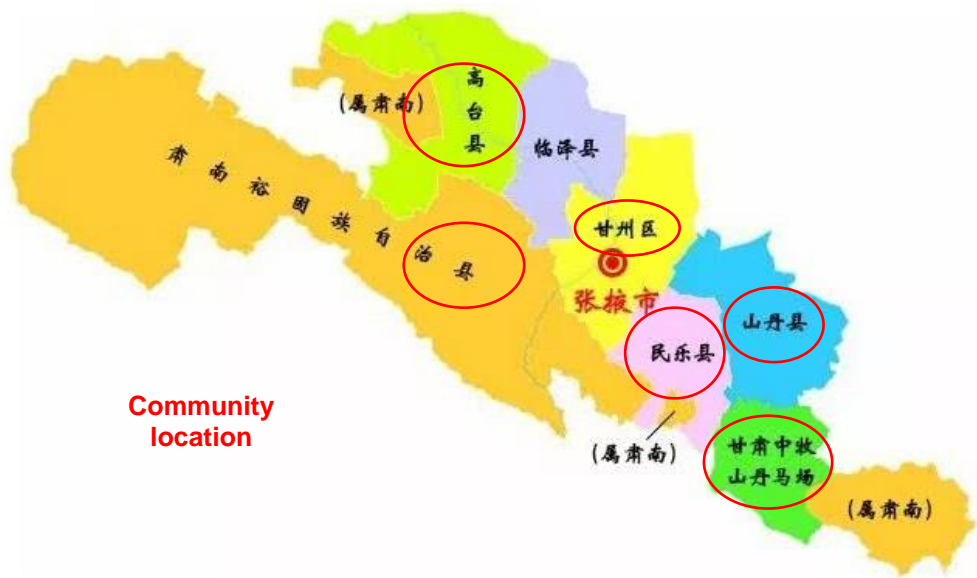 高台县
(属肃南)
临泽县
肃南裕固族自治县
甘州区
张掖市
山丹县
民乐县
Community
location
(属肃南)
甘肃中牧
山丹马场
(属肃南)